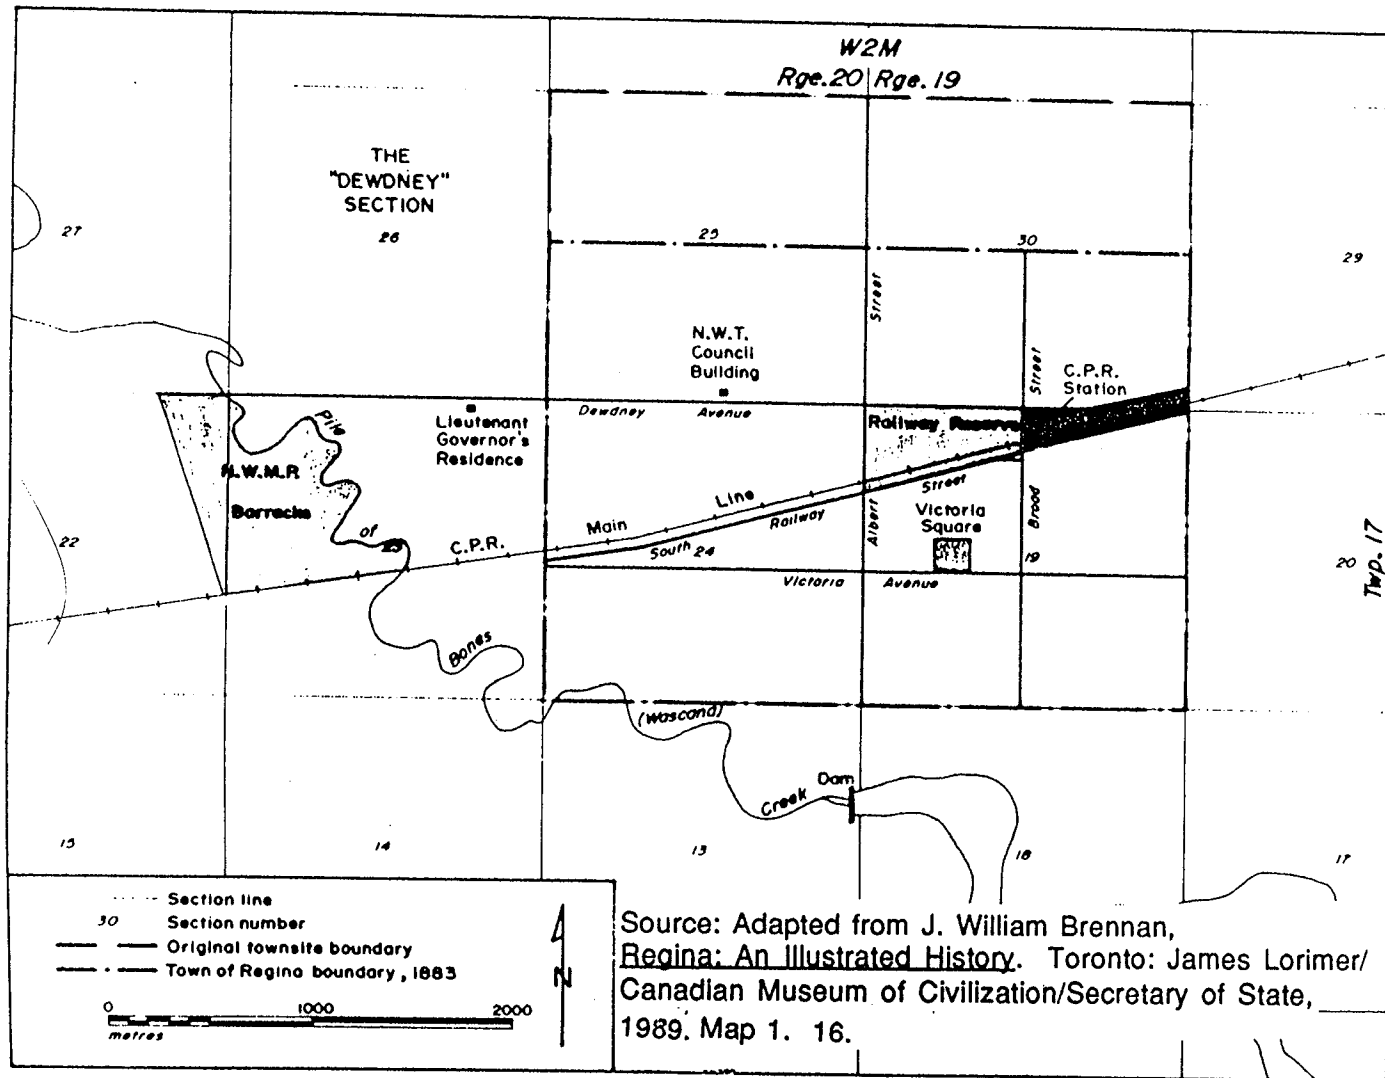 W2M
Rge.20 Rge.19
THE
"DEWDNEY"
SECTION
27
26
25
30
29
Street
N.W.T.
Council
Building
Street
C.P.R.
Station
Dewdney Avenue
Lieutenant
Governor's
Residence
Railway Reserve
Pile
N.W.M.P.
Barracks
of
23
22
C.P.R.
Main
Line
South
24
Railway
Street
Albert
Victoria
Square
Broad
19
20
Twp. 17
Victoria Avenue
Bones
(Wascana)
Creek
Dam
15
14
13
18
17
Section line
30 Section number
Original townsite boundary
Town of Regina boundary, 1883
0 1000 2000
metres
N
Source: Adapted from J. William Brennan,
Regina: An Illustrated History. Toronto: James Lorimer/
Canadian Museum of Civilization/Secretary of State,
1989. Map 1. 16.